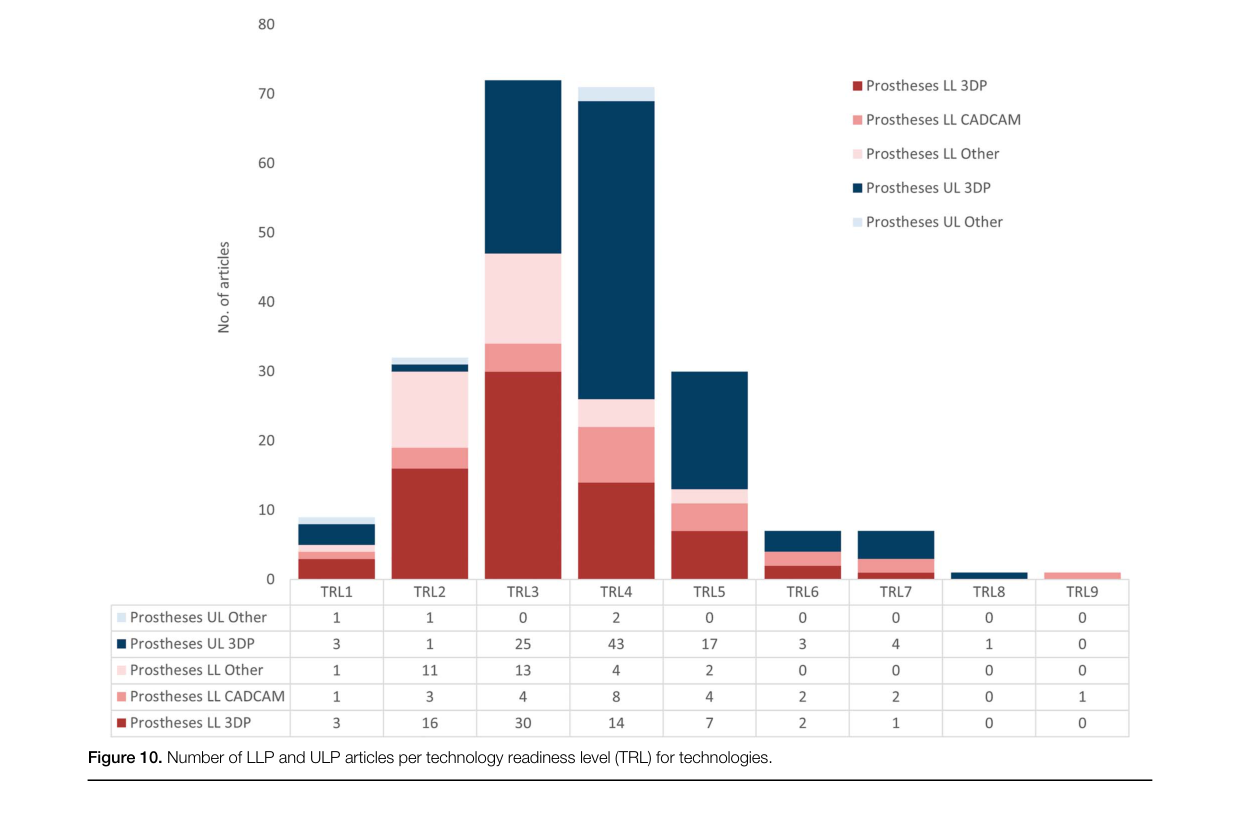 80
70
60
50
40
30
20
10
0
No. of articles
Prostheses LL 3DP
Prostheses LL CADCAM
Prostheses LL Other
Prostheses UL 3DP
Prostheses UL Other
TRL1 TRL2 TRL3 TRL4 TRL5 TRL6 TRL7 TRL8 TRL9
Prostheses UL Other 1 1 0 2 0 0 0 0 0
Prostheses UL 3DP 3 1 25 43 17 3 4 1 0
Prostheses LL Other 1 11 13 4 2 0 0 0 0
Prostheses LL CADCAM 1 3 4 8 4 2 2 0 1
Prostheses LL 3DP 3 16 30 14 7 2 1 0 0
Figure 10. Number of LLP and ULP articles per technology readiness level (TRL) for technologies.